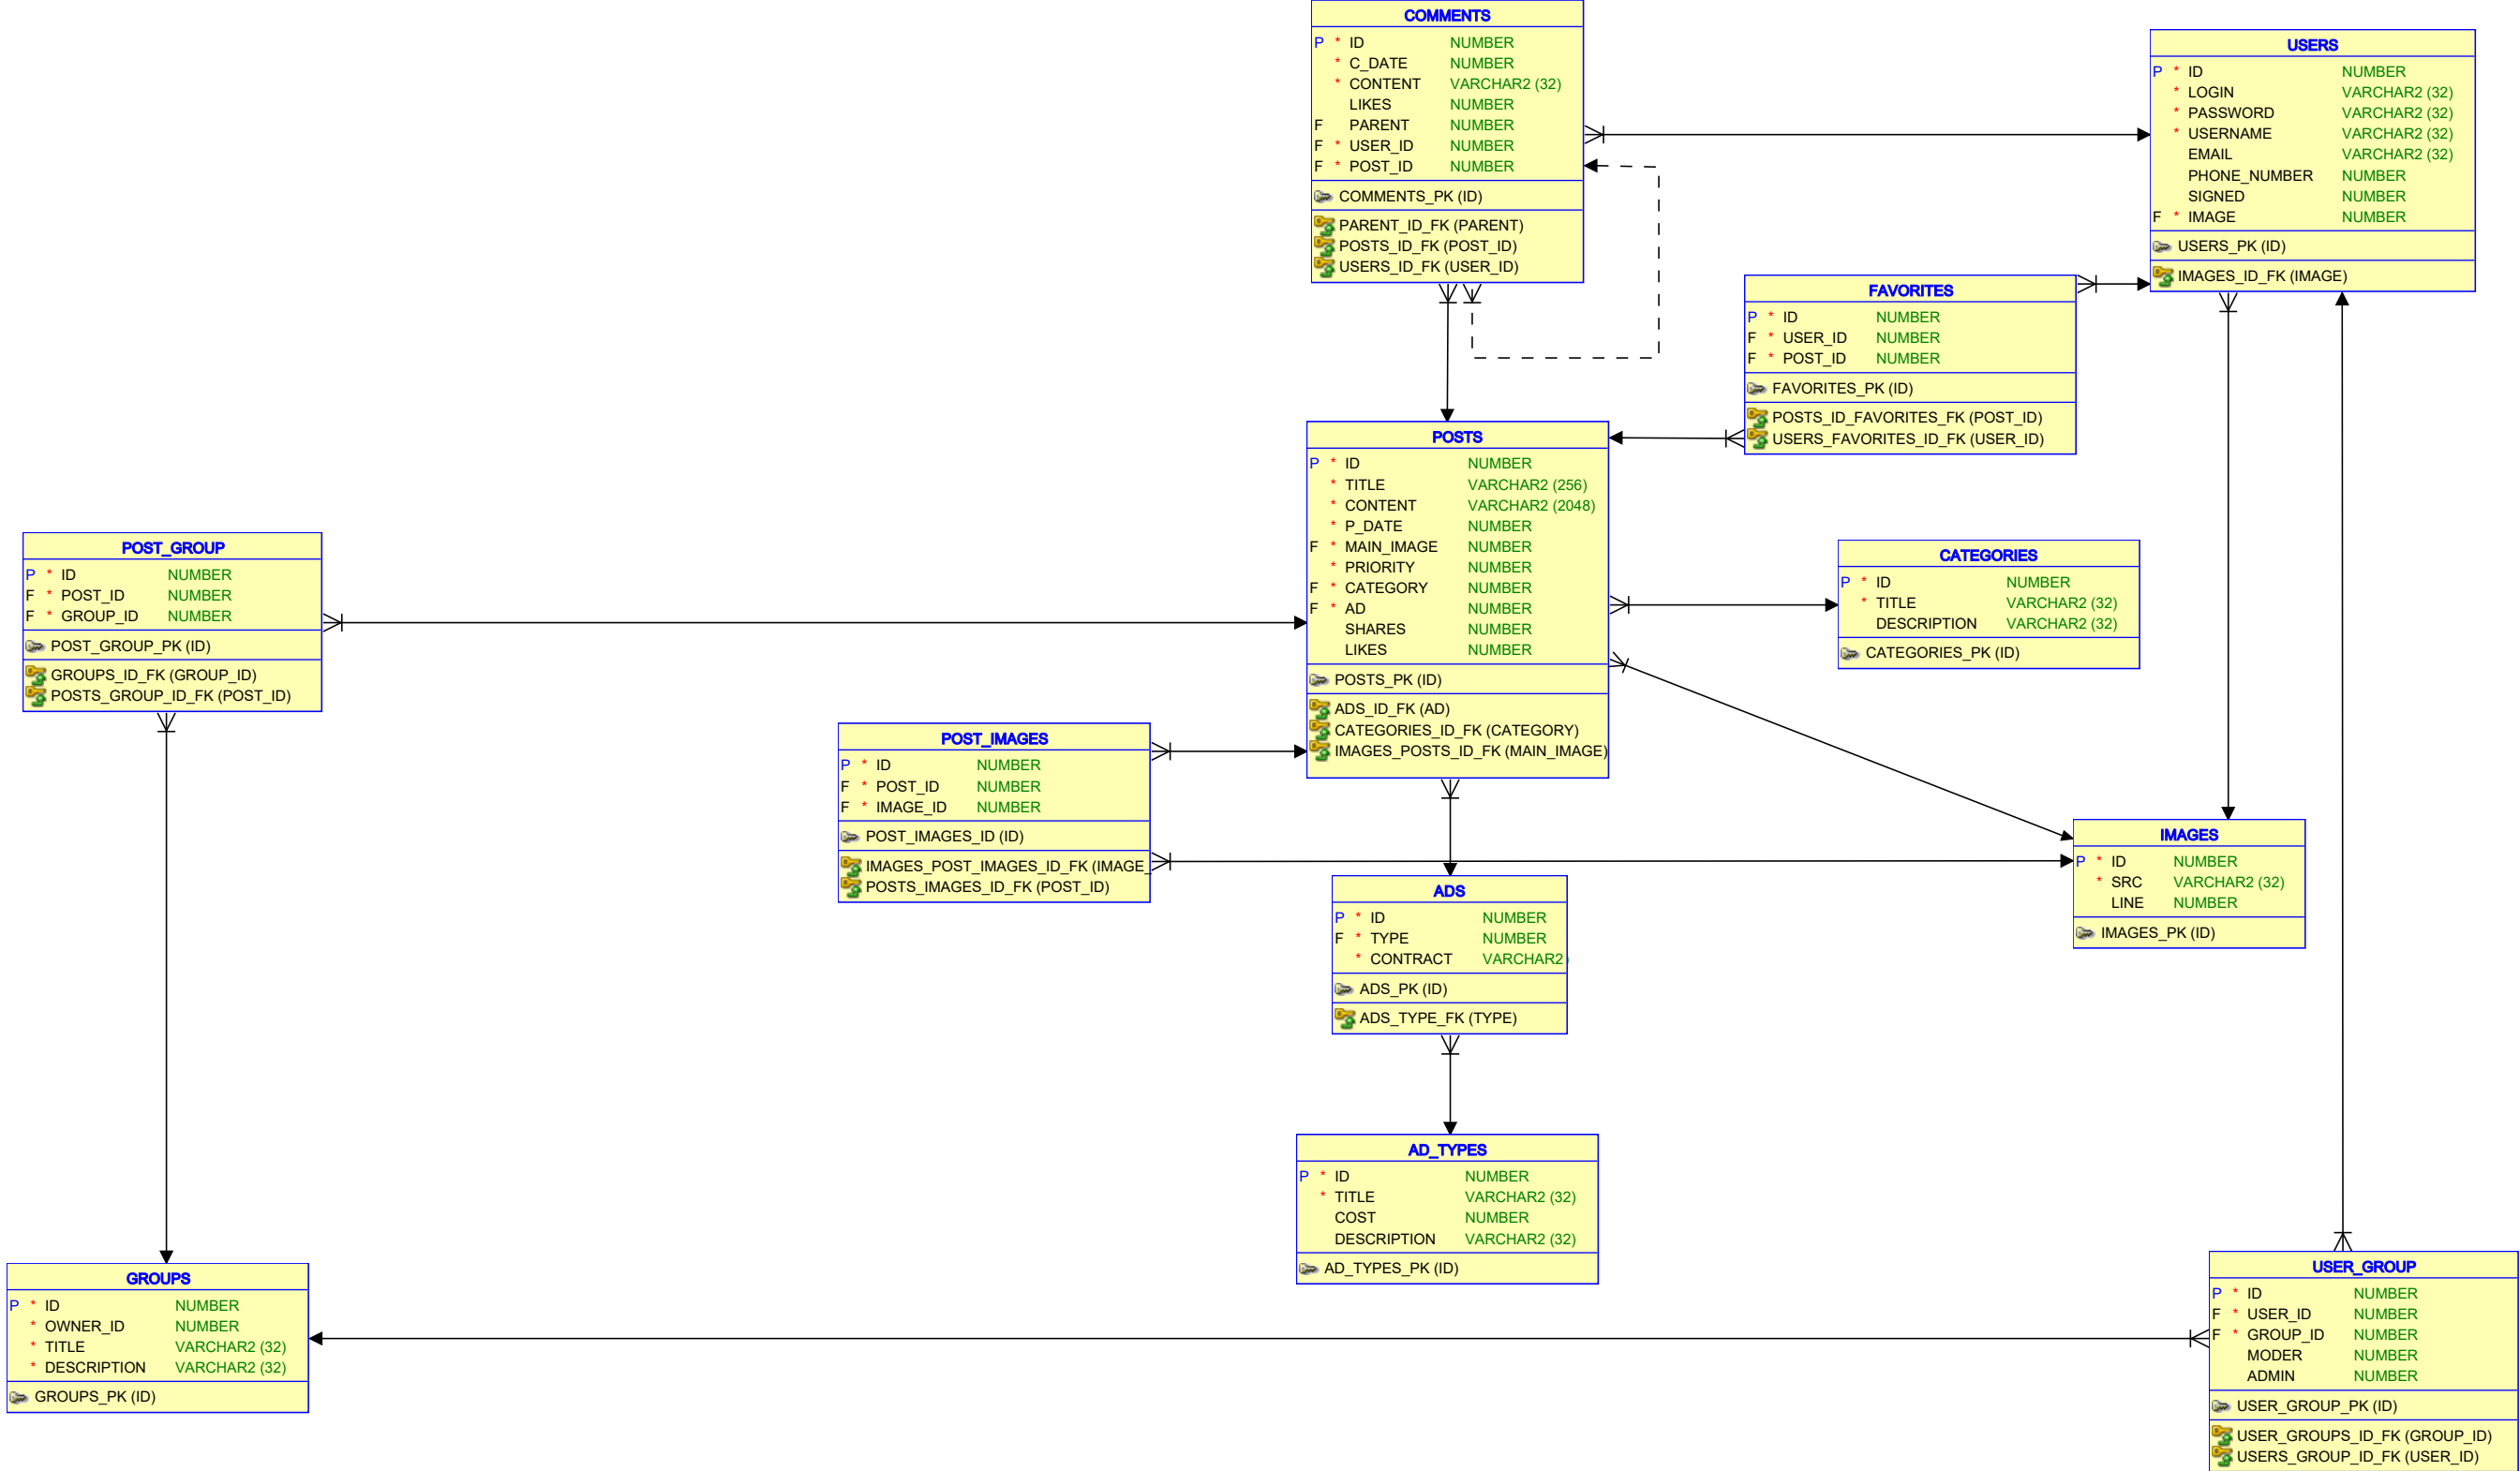 COMMENTS
P * ID NUMBER
* C_DATE NUMBER
* CONTENT VARCHAR2 (32)
LIKES NUMBER
F PARENT NUMBER
F * USER_ID NUMBER
F * POST_ID NUMBER
COMMENTS_PK (ID)
PARENT_ID_FK (PARENT)
POSTS_ID_FK (POST_ID)
USERS_ID_FK (USER_ID)
USERS
P * ID NUMBER
* LOGIN VARCHAR2 (32)
* PASSWORD VARCHAR2 (32)
* USERNAME VARCHAR2 (32)
EMAIL VARCHAR2 (32)
PHONE_NUMBER NUMBER
SIGNED NUMBER
F * IMAGE NUMBER
USERS_PK (ID)
IMAGES_ID_FK (IMAGE)
FAVORITES
P * ID NUMBER
F * USER_ID NUMBER
F * POST_ID NUMBER
FAVORITES_PK (ID)
POSTS_ID_FAVORITES_FK (POST_ID)
USERS_FAVORITES_ID_FK (USER_ID)
POSTS
P * ID NUMBER
* TITLE VARCHAR2 (256)
* CONTENT VARCHAR2 (2048)
* P_DATE NUMBER
F * MAIN_IMAGE NUMBER
* PRIORITY NUMBER
F * CATEGORY NUMBER
F * AD NUMBER
SHARES NUMBER
LIKES NUMBER
POSTS_PK (ID)
ADS_ID_FK (AD)
CATEGORIES_ID_FK (CATEGORY)
IMAGES_POSTS_ID_FK (MAIN_IMAGE)
POST_GROUP
P * ID NUMBER
F * POST_ID NUMBER
F * GROUP_ID NUMBER
POST_GROUP_PK (ID)
GROUPS_ID_FK (GROUP_ID)
POSTS_GROUP_ID_FK (POST_ID)
CATEGORIES
P * ID NUMBER
* TITLE VARCHAR2 (32)
DESCRIPTION VARCHAR2 (32)
CATEGORIES_PK (ID)
POST_IMAGES
P * ID NUMBER
F * POST_ID NUMBER
F * IMAGE_ID NUMBER
POST_IMAGES_ID (ID)
IMAGES_POST_IMAGES_ID_FK (IMAGE_
POSTS_IMAGES_ID_FK (POST_ID)
IMAGES
P * ID NUMBER
* SRC VARCHAR2 (32)
LINE NUMBER
IMAGES_PK (ID)
ADS
P * ID NUMBER
F * TYPE NUMBER
* CONTRACT VARCHAR2
ADS_PK (ID)
ADS_TYPE_FK (TYPE)
AD_TYPES
P * ID NUMBER
* TITLE VARCHAR2 (32)
COST NUMBER
DESCRIPTION VARCHAR2 (32)
AD_TYPES_PK (ID)
GROUPS
P * ID NUMBER
* OWNER_ID NUMBER
* TITLE VARCHAR2 (32)
* DESCRIPTION VARCHAR2 (32)
GROUPS_PK (ID)
USER_GROUP
P * ID NUMBER
F * USER_ID NUMBER
F * GROUP_ID NUMBER
MODER NUMBER
ADMIN NUMBER
USER_GROUP_PK (ID)
USER_GROUPS_ID_FK (GROUP_ID)
USERS_GROUP_ID_FK (USER_ID)